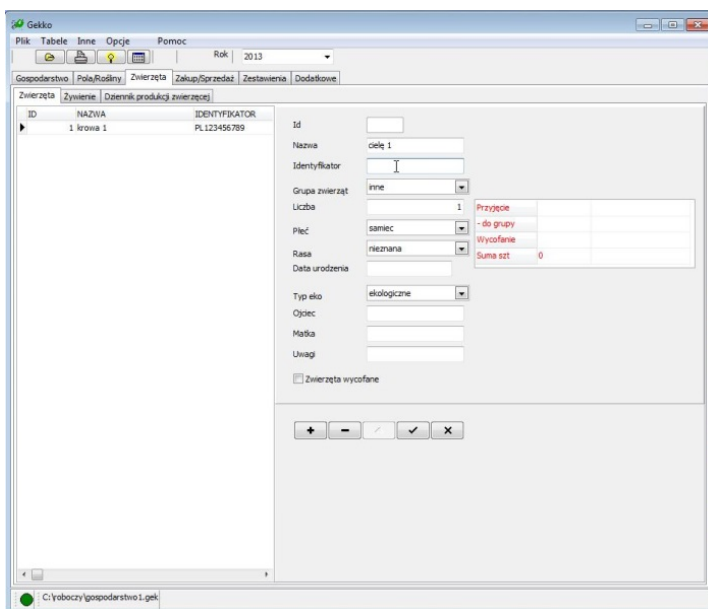 Gekko
Plik Tabele Inne Opcje Pomoc
Rok 2013
Gospodarstwo Pola/Rośliny Zwierzęta Zakup/Sprzedaż Zestawienia Dodatkowe
Zwierzęta Żywienie Dziennik produkcji zwierzęcej
ID NAZWA IDENTYFIKATOR
1 krowa 1 PL123456789
Id
Nazwa cielę 1
Identyfikator
Grupa zwierząt inne
Liczba 1 Przyjęcie
- do grupy
Płeć samiec
Wycofanie
Rasa nieznana
Suma szt 0
Data urodzenia
Typ eko ekologiczne
Ojciec
Matka
Uwagi
Zwierzęta wycofane
C:\roboczy\gospodarstwo1.gek